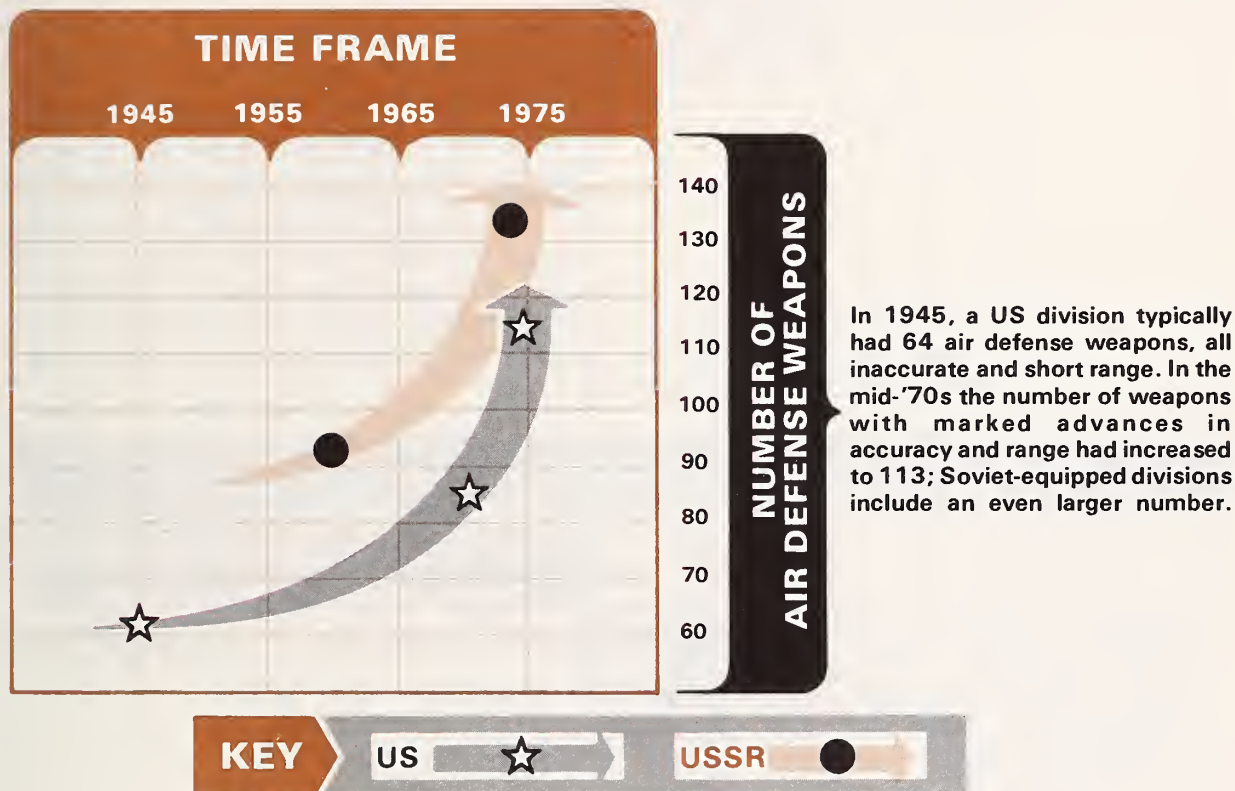 TIME FRAME
1945 1955 1965 1975
140
130
120
110
100
90
80
70
60
NUMBER OF
AIR DEFENSE WEAPONS
In 1945, a US division typically
had 64 air defense weapons, all
inaccurate and short range. In the
mid-'70s the number of weapons
with marked advances in
accuracy and range had increased
to 113; Soviet-equipped divisions
include an even larger number.
KEY US USSR